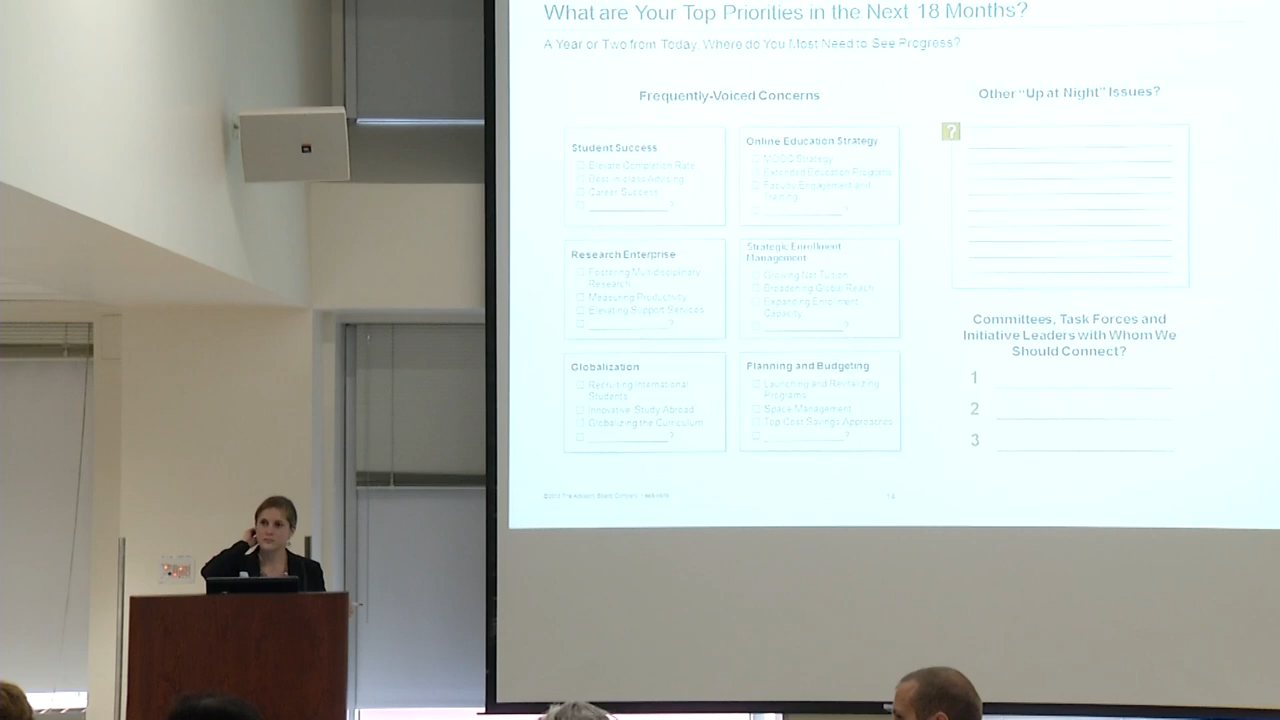 What are Your Top Priorities in the Next 18 Months?
A Year or Two from Today, Where do You Most Need to See Progress?
Frequently-Voiced Concerns
Student Success
Elevate Completion Rate
Best-in-class Advising
Career Success
?
Online Education Strategy
MOOC Strategy
Extended Education Programs
Faculty Engagement and
Training
?
Research Enterprise
Fostering Multidisciplinary
Research
Measuring Productivity
Elevating Support Services
?
Strategic Enrollment
Management
Growing Net Tuition
Broadening Global Reach
Expanding Enrollment
Capacity
?
Globalization
Recruiting International
Students
Innovative Study Abroad
Globalizing the Curriculum
?
Planning and Budgeting
Launching and Revitalizing
Programs
Space Management
Top Cost Savings Approaches
?
Other "Up at Night" Issues?
?
Committees, Task Forces and
Initiative Leaders with Whom We
Should Connect?
1
2
3
The Advisory Board Company